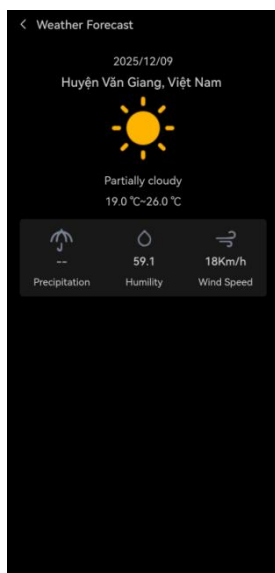 Weather Forecast
2025/12/09
Huyện Văn Giang, Việt Nam
Partially cloudy
19.0 °C~26.0 °C
-- 59.1 18Km/h
Precipitation Humility Wind Speed